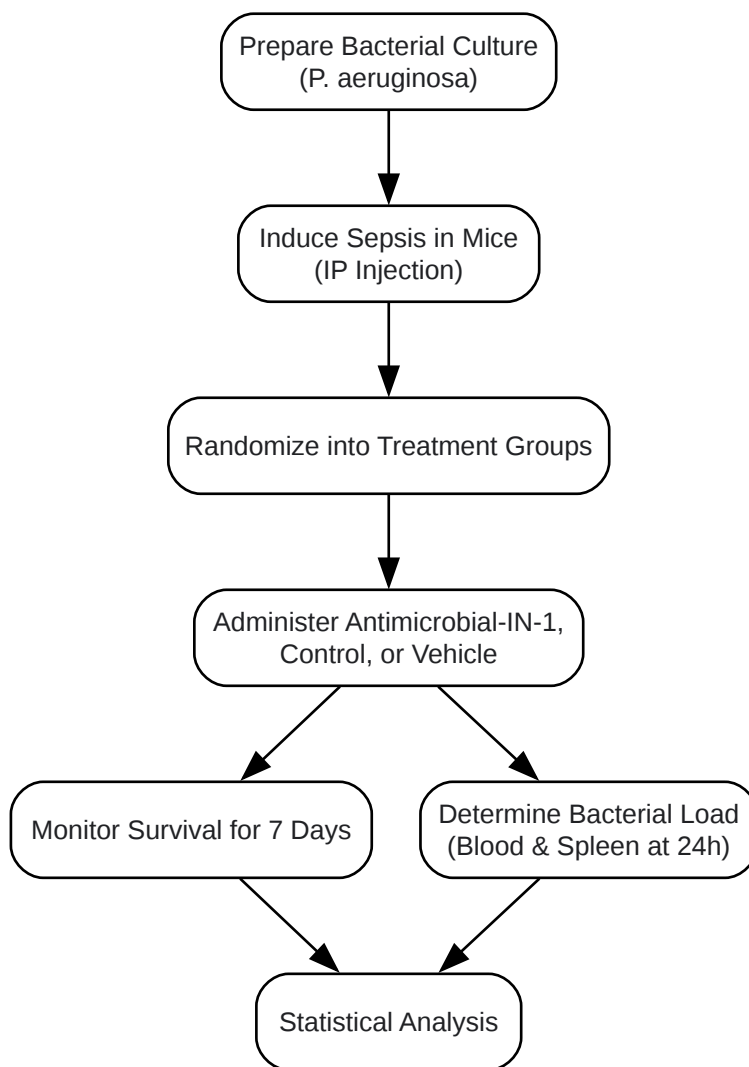 Prepare Bacterial Culture
(P. aeruginosa)
Induce Sepsis in Mice
(IP Injection)
Randomize into Treatment Groups
Administer Antimicrobial-IN-1,
Control, or Vehicle
Monitor Survival for 7 Days
Determine Bacterial Load
(Blood & Spleen at 24h)
Statistical Analysis